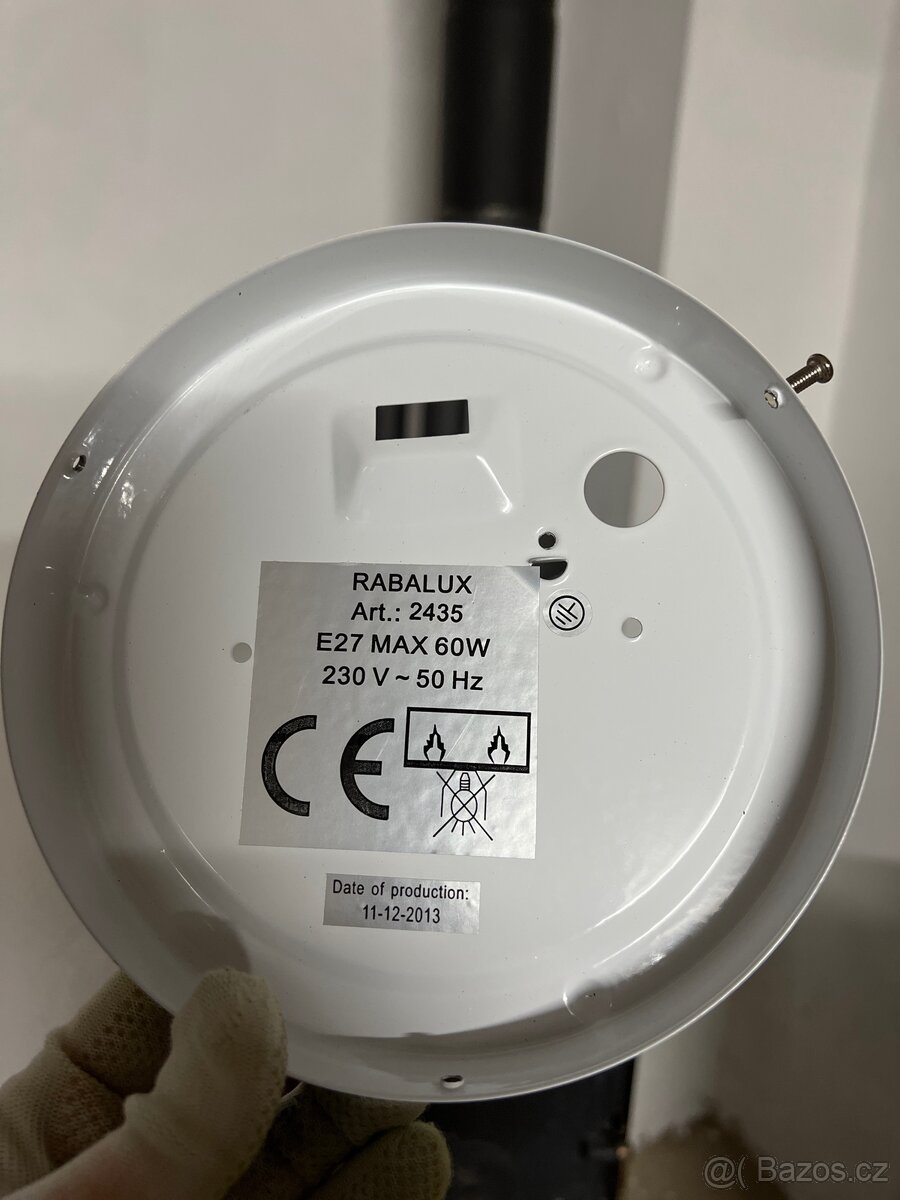 RABALUX
Art.: 2435
E27 MAX 60W
230 V ~ 50 Hz
CE
Date of production:
11-12-2013
@( Bazos.cz